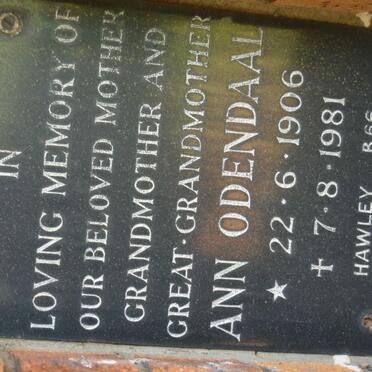 IN
LOVING MEMORY OF
OUR BELOVED MOTHER
GRANDMOTHER AND
GREAT·GRANDMOTHER
ANN ODENDAAL
★ 22·6·1906
✝ 7·8·1981
HAWLEY B66